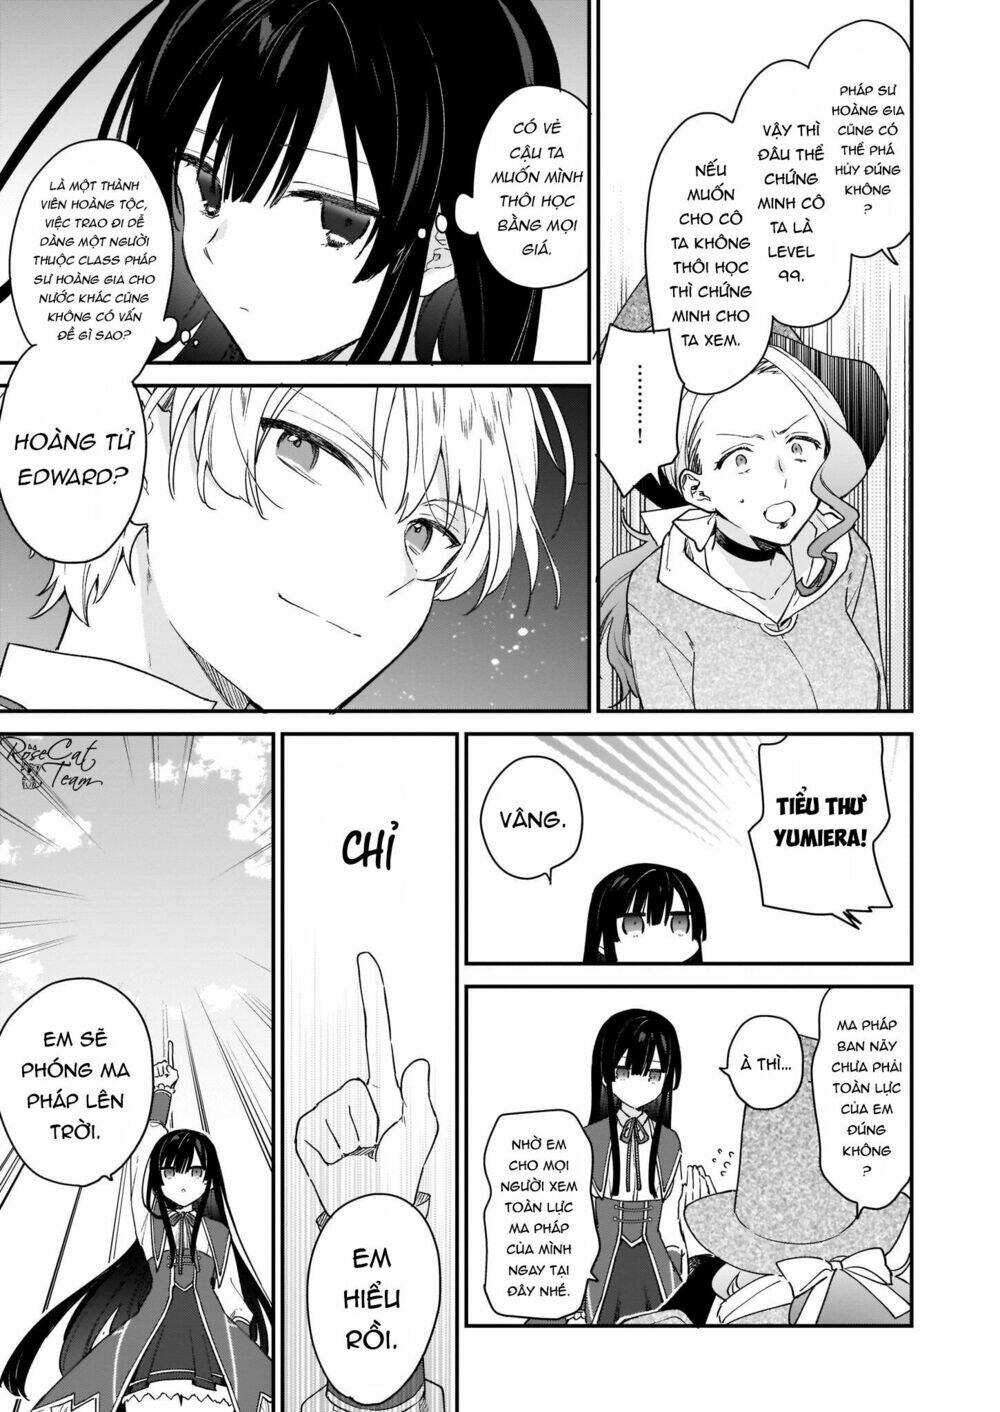 PHÁP SƯ
HOÀNG GIA
CŨNG CÓ
THỂ PHÁ
HỦY ĐÚNG
KHÔNG
?
VẬY THÌ
ĐÂU THỂ
CHỨNG
MINH CÔ
TA LÀ
LEVEL
99.
NẾU
MUỐN
CHO CÔ
TA KHÔNG
THÔI HỌC
THÌ CHỨNG
MINH CHO
TA XEM.
.........!
CÓ VẺ
CẬU TA
MUỐN MÌNH
THÔI HỌC
BẰNG MỌI
GIÁ.
LÀ MỘT THÀNH
VIÊN HOÀNG TỘC,
VIỆC TRAO ĐI DỄ
DÀNG MỘT NGƯỜI
THUỘC CLASS PHÁP
SƯ HOÀNG GIA CHO
NƯỚC KHÁC CŨNG
KHÔNG CÓ VẤN
ĐỀ GÌ SAO?
HOÀNG TỬ
EDWARD?
TIỂU THƯ
YUMIERA!
VÂNG.
MA PHÁP
BAN NÃY
CHƯA PHẢI
TOÀN LỰC
CỦA EM
ĐÚNG KHÔNG
?
À THÌ...
NHỜ EM
CHO MỌI
NGƯỜI XEM
TOÀN LỰC
MA PHÁP
CỦA MÌNH
NGAY TẠI
ĐÂY NHÉ.
CHỈ
EM
HIỂU
RỒI.
EM SẼ
PHÓNG MA
PHÁP LÊN
TRỜI.
RoseCat
Team